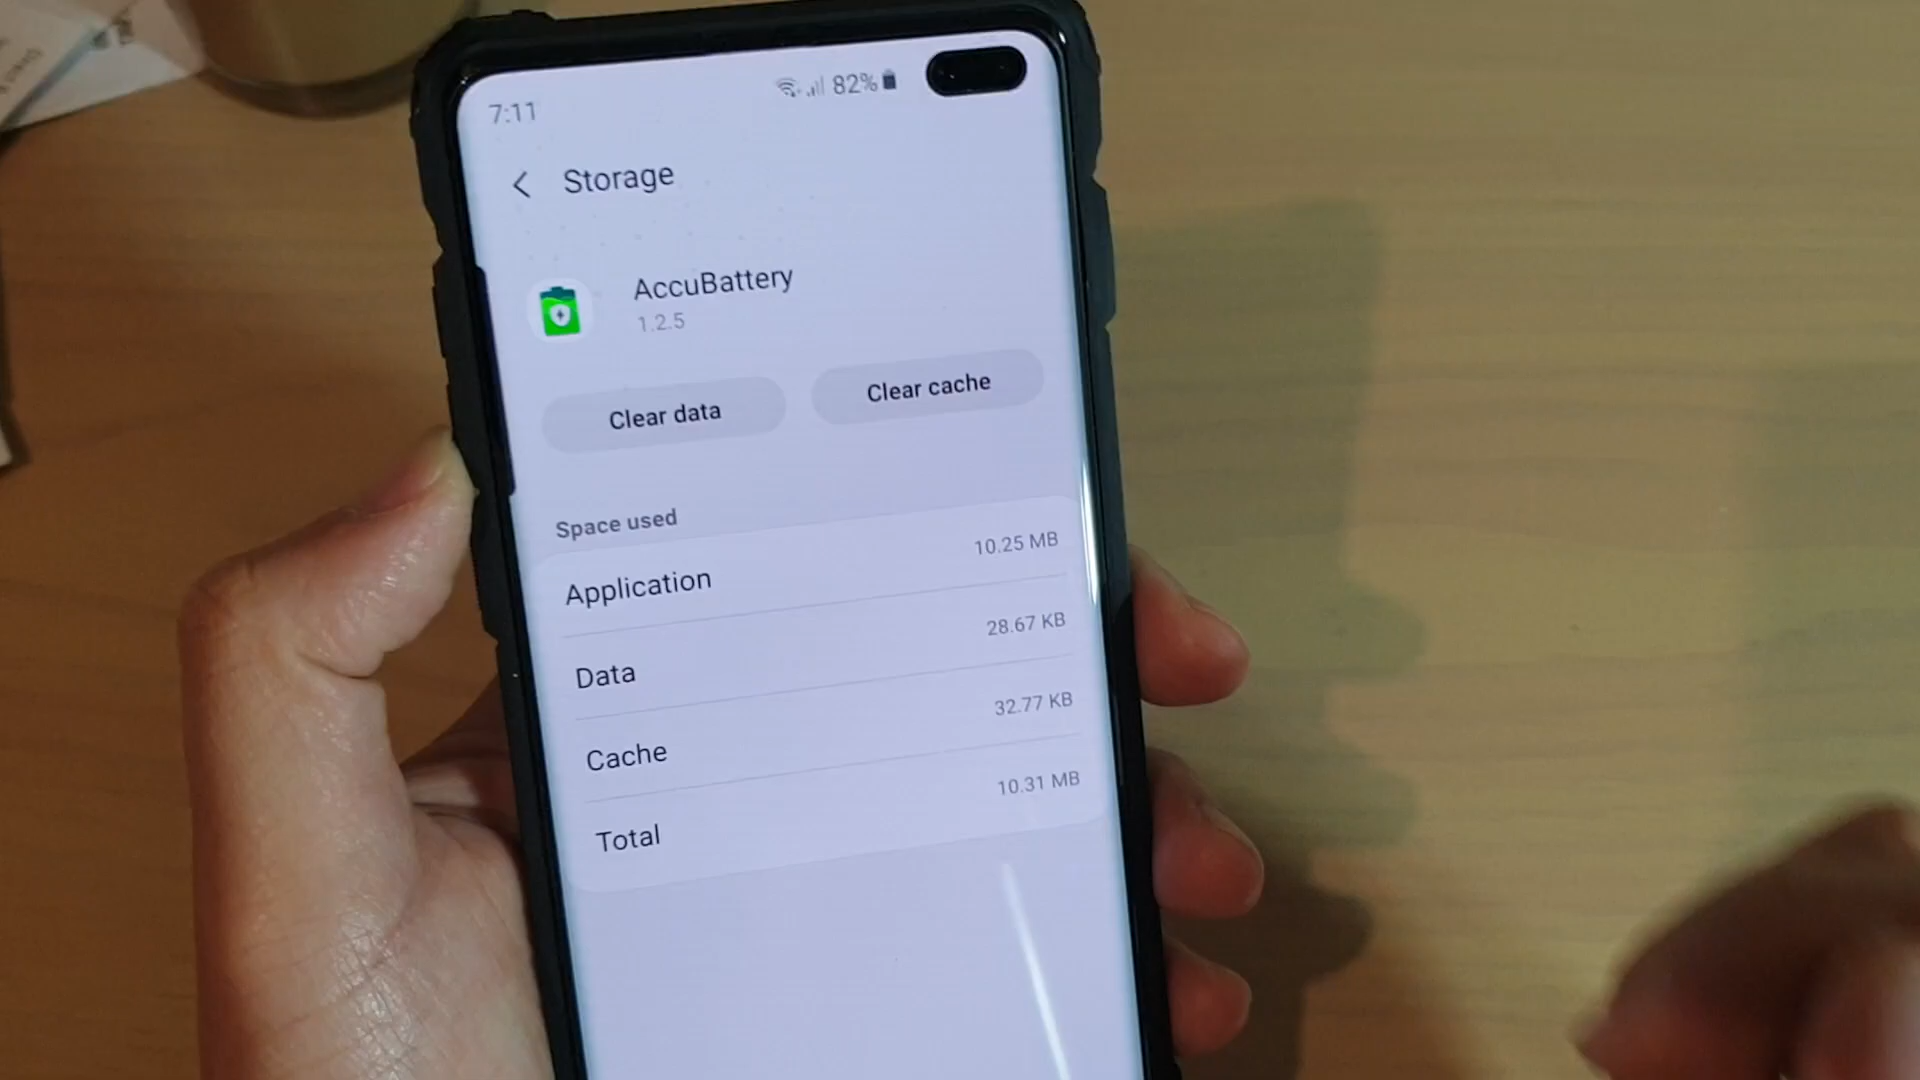 7:11 82%
Storage
AccuBattery
1.2.5
Clear data Clear cache
Space used
Application 10.25 MB
Data 28.67 KB
Cache 32.77 KB
Total 10.31 MB